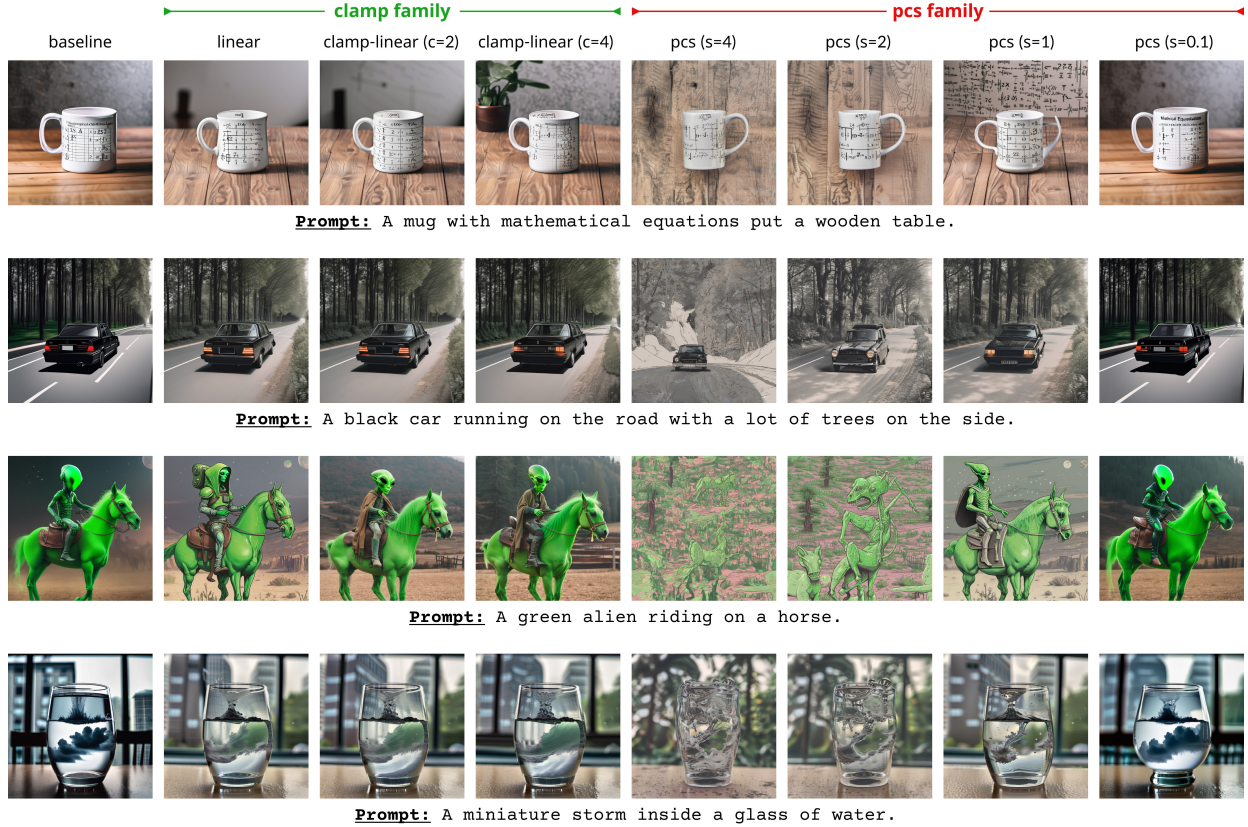 clamp family
pcs family
baseline
linear
clamp-linear (c=2)
clamp-linear (c=4)
pcs (s=4)
pcs (s=2)
pcs (s=1)
pcs (s=0.1)
Prompt: A mug with mathematical equations put a wooden table.
Prompt: A black car running on the road with a lot of trees on the side.
Prompt: A green alien riding on a horse.
Prompt: A miniature storm inside a glass of water.